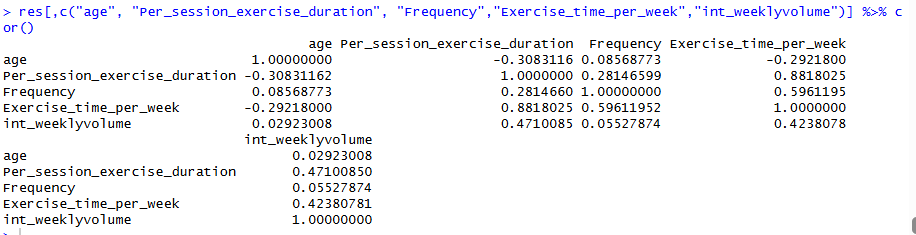 > res[,c("age", "Per_session_exercise_duration", "Frequency","Exercise_time_per_week","int_weeklyvolume")] %>% c
or()
                                      age Per_session_exercise_duration  Frequency Exercise_time_per_week
age                            1.00000000                    -0.3083116 0.08568773             -0.2921800
Per_session_exercise_duration -0.30831162                     1.0000000 0.28146599              0.8818025
Frequency                      0.08568773                     0.2814660 1.00000000              0.5961195
Exercise_time_per_week        -0.29218000                     0.8818025 0.59611952              1.0000000
int_weeklyvolume               0.02923008                     0.4710085 0.05527874              0.4238078
                              int_weeklyvolume
age                                 0.02923008
Per_session_exercise_duration       0.47100850
Frequency                           0.05527874
Exercise_time_per_week              0.42380781
int_weeklyvolume                    1.00000000
>